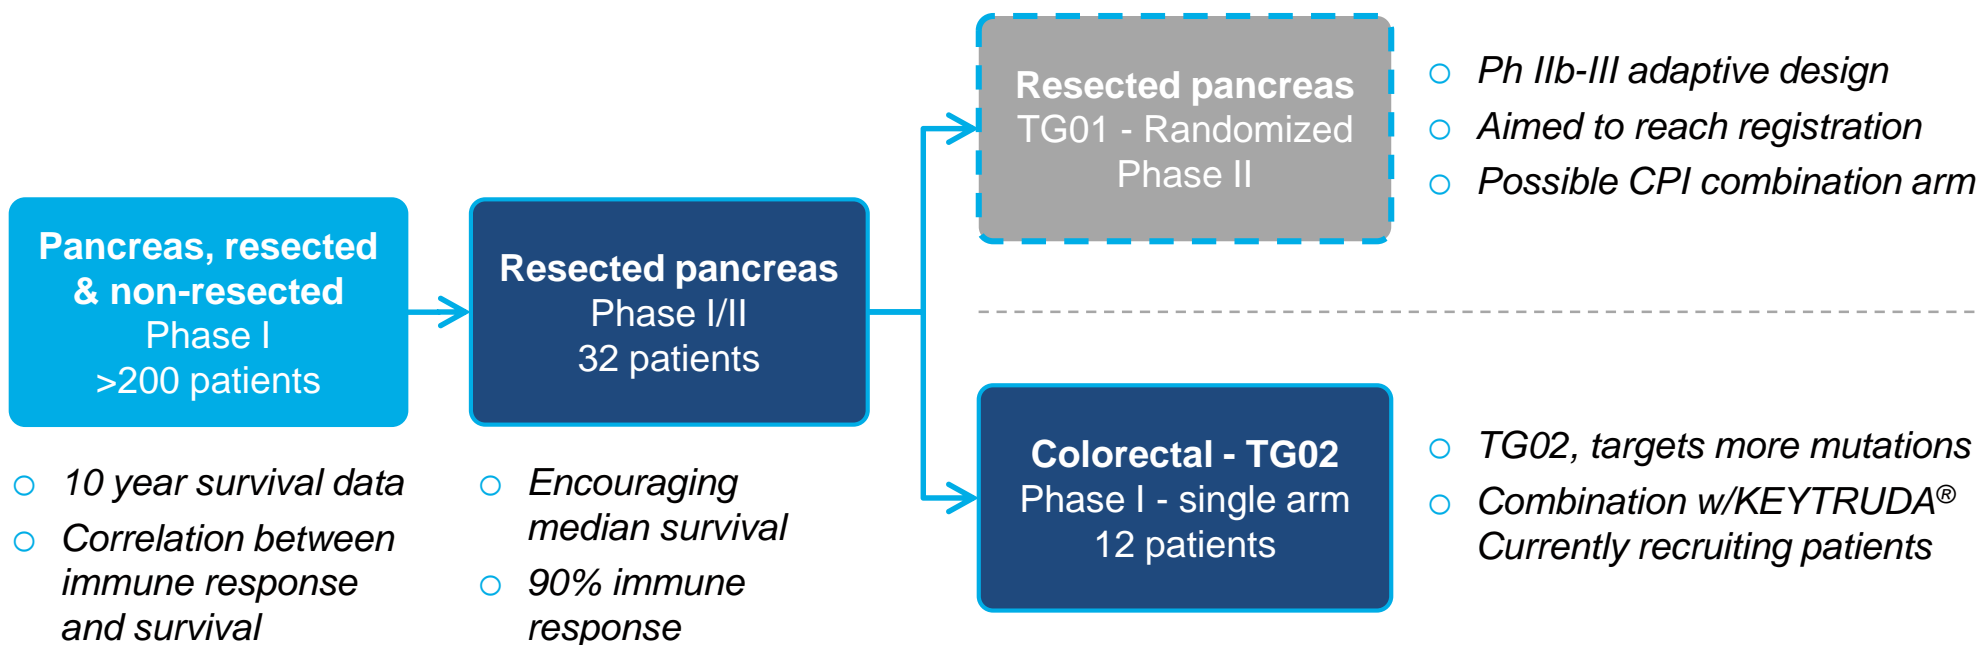 Pancreas, resected
& non-resected
Phase I
>200 patients
○ 10 year survival data
○ Correlation between
immune response
and survival
Resected pancreas
Phase I/II
32 patients
○ Encouraging
median survival
○ 90% immune
response
Resected pancreas
TG01 - Randomized
Phase II
○ Ph IIb-III adaptive design
○ Aimed to reach registration
○ Possible CPI combination arm
Colorectal - TG02
Phase I - single arm
12 patients
○ TG02, targets more mutations
○ Combination w/KEYTRUDA®
Currently recruiting patients